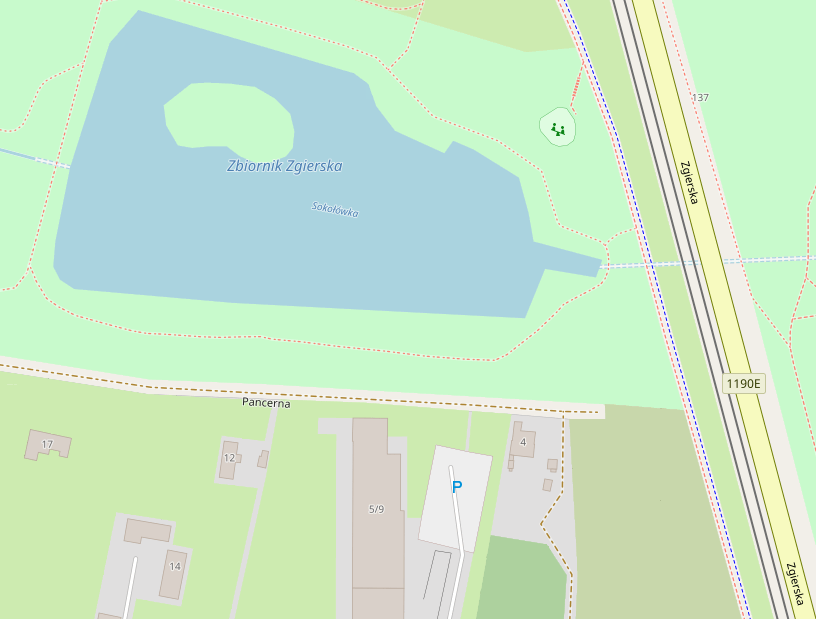 137
Zgierska
Zbiornik Zgierska
Sokołówka
1190E
Pancerna
17
12
4
P
5/9
14
Zgierska